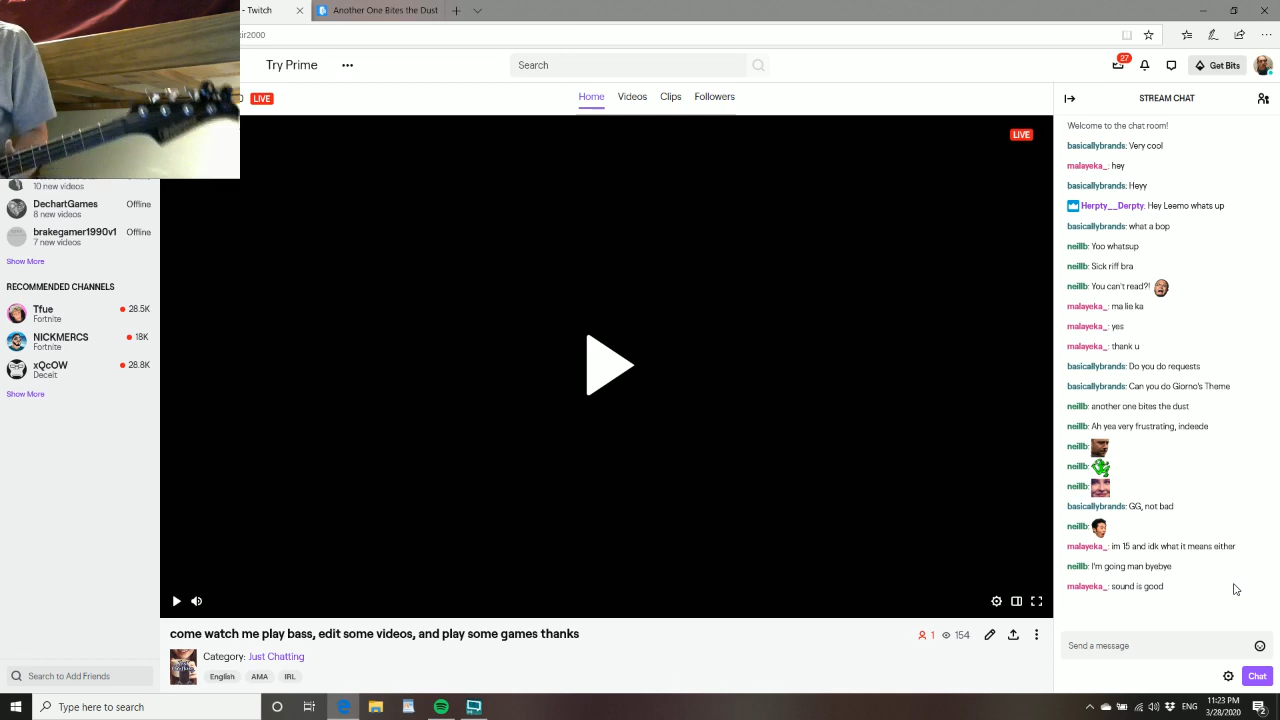 - Twitch
Another One Bites the Dust
ir2000
Try Prime
Search
27
Get Bits
LIVE
Home
Videos
Clips
Followers
STREAM CHAT
LIVE
10 new videos
DechartGames
Offline
8 new videos
brakegamer1990v1
Offline
7 new videos
Show More
RECOMMENDED CHANNELS
Tfue
28.5K
Fortnite
NICKMERCS
18K
Fortnite
xQcOW
28.8K
Deceit
Show More
Search to Add Friends
come watch me play bass, edit some videos, and play some games thanks
1
154
Category: Just Chatting
English
AMA
IRL
Welcome to the chat room!
basicallybrands: Very cool
malayeka_: hey
basicallybrands: Heyy
Herpty__Derpty: Hey Leemo whats up
basicallybrands: what a bop
neillb: Yoo whatsup
neillb: Sick riff bra
neillb: You can't read?!
malayeka_: ma lie ka
malayeka_: yes
malayeka_: thank u
basicallybrands: Do you do requests
basicallybrands: Can you do Giorno's Theme
neillb: another one bites the dust
neillb: Ah yea very frustrating, indeede
neillb:
neillb:
neillb:
basicallybrands: GG, not bad
neillb:
malayeka_: im 15 and idk what it means either
neillb: I'm going man byebye
malayeka_: sound is good
Send a message
Chat
Type here to search
ENG
11:23 PM
3/28/2020
2